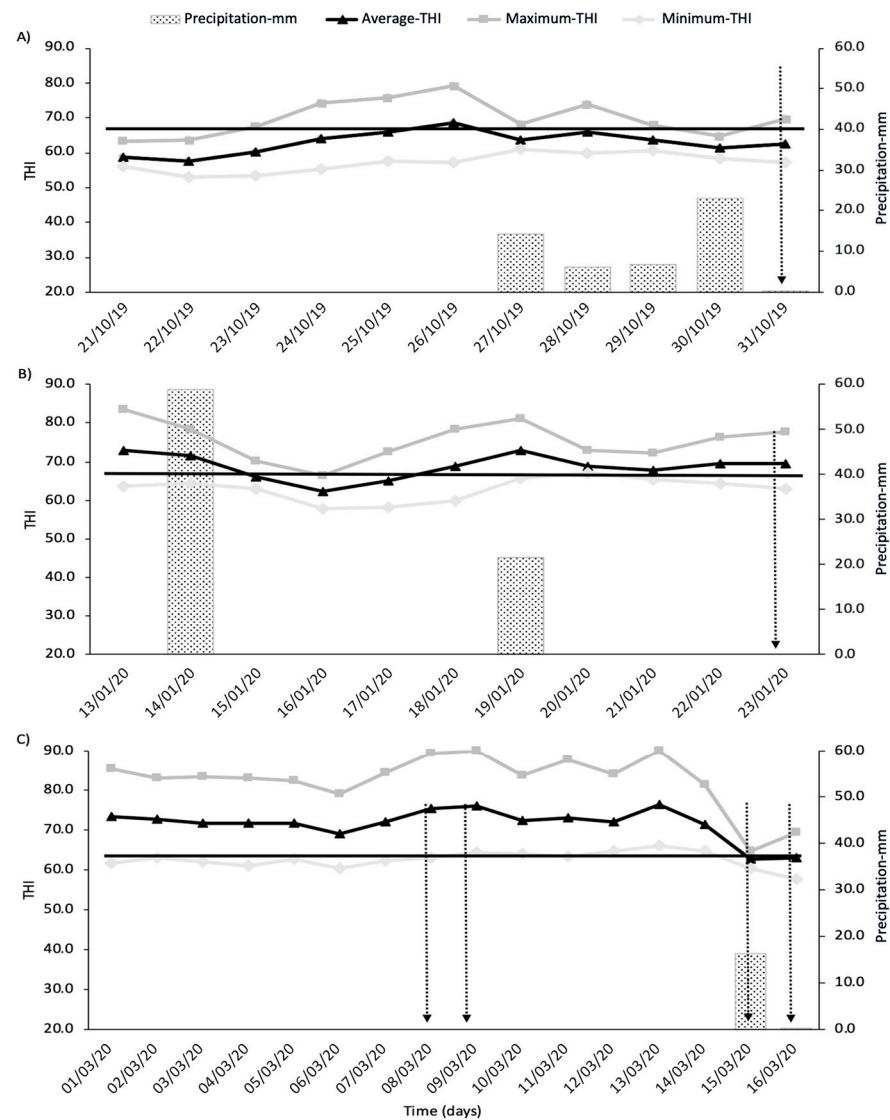 Precipitation-mm Average-THI Maximum-THI Minimum-THI
A)
90.0 60.0
80.0 50.0
70.0 40.0
60.0 30.0
50.0 20.0
40.0 10.0
30.0 0.0
20.0
THI
Precipitation-mm
21/10/19 22/10/19 23/10/19 24/10/19 25/10/19 26/10/19 27/10/19 28/10/19 29/10/19 30/10/19 31/10/19
B)
90.0 60.0
80.0 50.0
70.0 40.0
60.0 30.0
50.0 20.0
40.0 10.0
30.0 0.0
20.0
THI
Precipitation-mm
13/01/20 14/01/20 15/01/20 16/01/20 17/01/20 18/01/20 19/01/20 20/01/20 21/01/20 22/01/20 23/01/20
C)
90.0 60.0
80.0 50.0
70.0 40.0
60.0 30.0
50.0 20.0
40.0 10.0
30.0 0.0
20.0
THI
Precipitation-mm
01/03/20 02/03/20 03/03/20 04/03/20 05/03/20 06/03/20 07/03/20 08/03/20 09/03/20 10/03/20 11/03/20 12/03/20 13/03/20 14/03/20 15/03/20 16/03/20
Time (days)